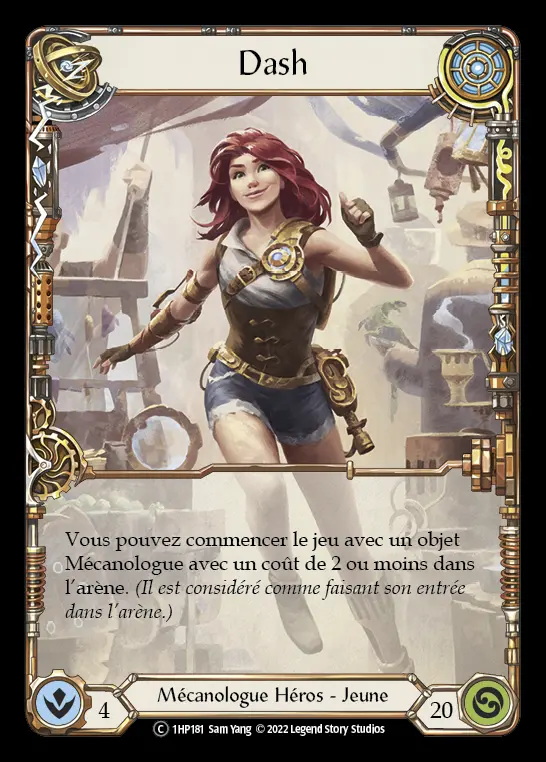 Dash
Vous pouvez commencer le jeu avec un objet
Mécanologue avec un coût de 2 ou moins dans
l'arène. (Il est considéré comme faisant son entrée
dans l'arène.)
4
Mécanologue Héros - Jeune
20
C 1HP181 Sam Yang © 2022 Legend Story Studios